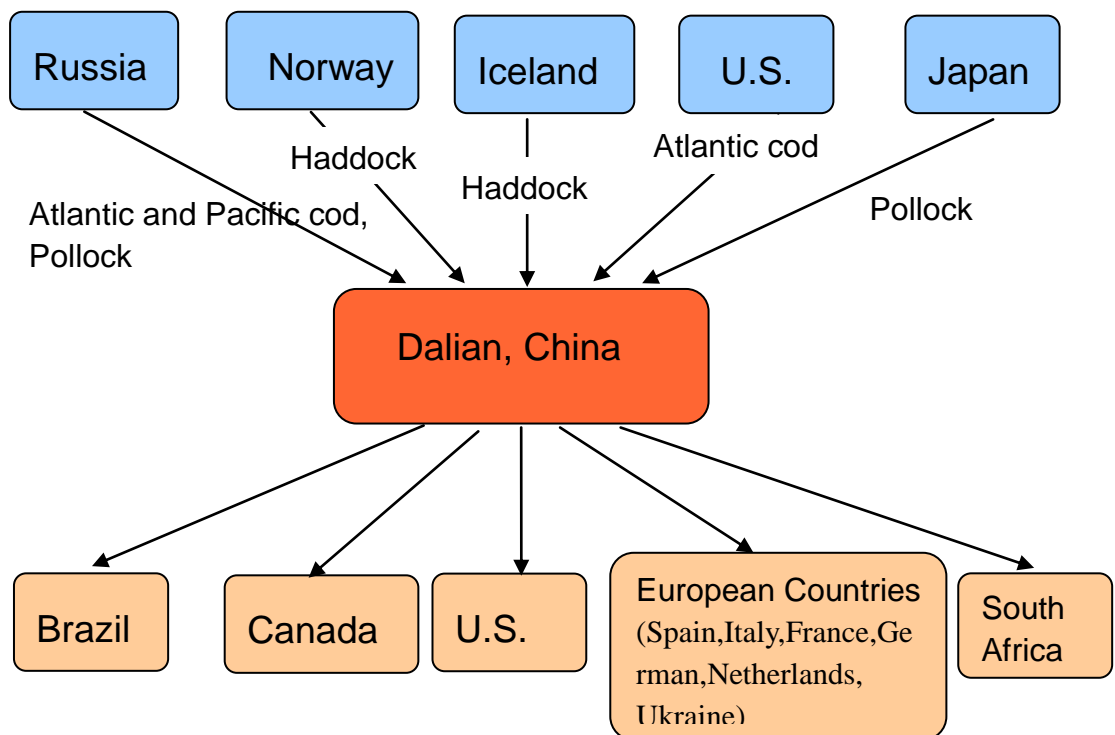 Russia
Norway
Iceland
U.S.
Japan
Haddock
Haddock
Atlantic cod
Atlantic and Pacific cod,
Pollock
Pollock
Dalian, China
Brazil
Canada
U.S.
European Countries
(Spain,Italy,France,Ge
rman,Netherlands,
Ukraine)
South
Africa